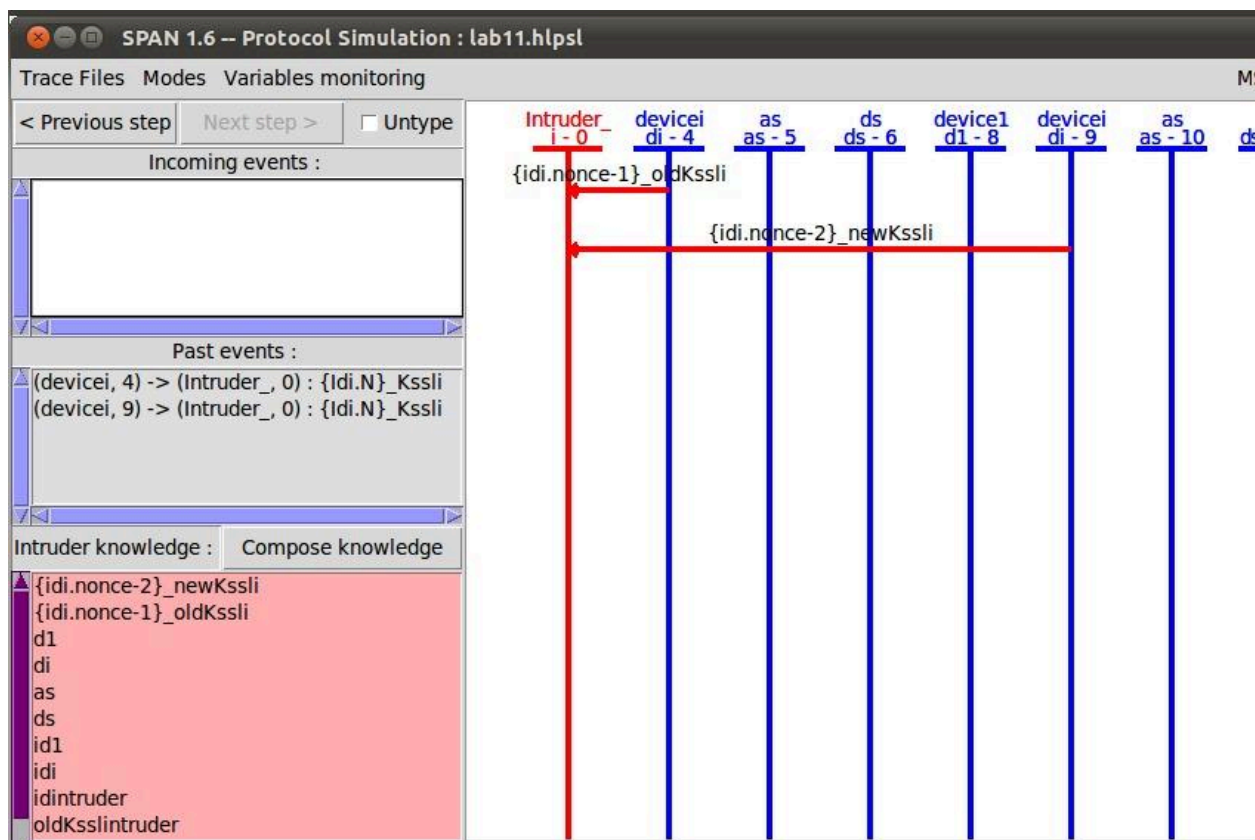 SPAN 1.6 -- Protocol Simulation : lab11.hlpsl
Trace Files Modes Variables monitoring
< Previous step Next step > Untype
Incoming events :
Past events :
(devicei, 4) -> (Intruder_, 0) : {Idi.N}_Kssli
(devicei, 9) -> (Intruder_, 0) : {Idi.N}_Kssli
Intruder knowledge : Compose knowledge
{idi.nonce-2}_newKssli
{idi.nonce-1}_oldKssli
d1
di
as
ds
id1
idi
idintruder
oldKsslintruder
Intruder_ devicei as ds device1 devicei as
i - 0 di - 4 as - 5 ds - 6 d1 - 8 di - 9 as - 10
{idi.nonce-1}_oldKssli
{idi.nonce-2}_newKssli